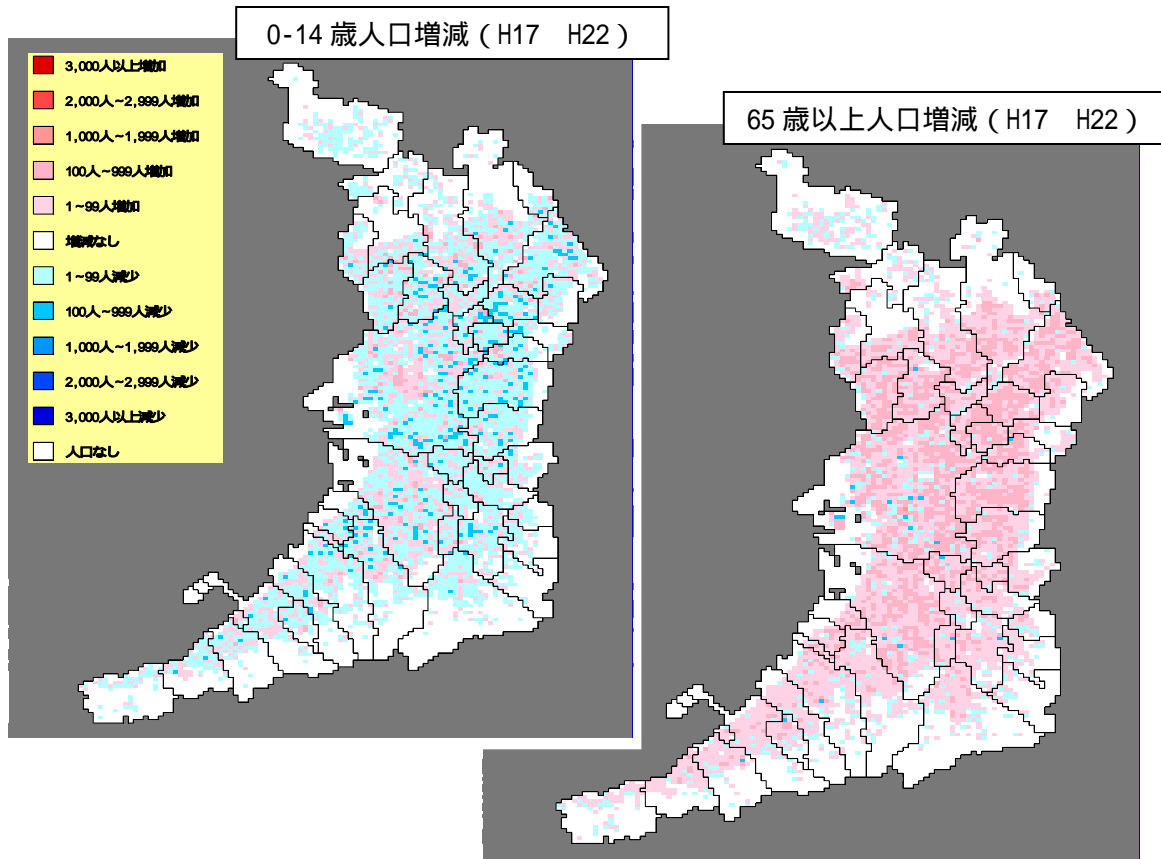 0-14 歳人口増減（H17　H22）
3,000人以上増加
2,000人~2,999人増加
1,000人~1,999人増加
100人~999人増加
1~99人増加
増減なし
1~99人減少
100人~999人減少
1,000人~1,999人減少
2,000人~2,999人減少
3,000人以上減少
人口なし
65 歳以上人口増減（H17　H22）